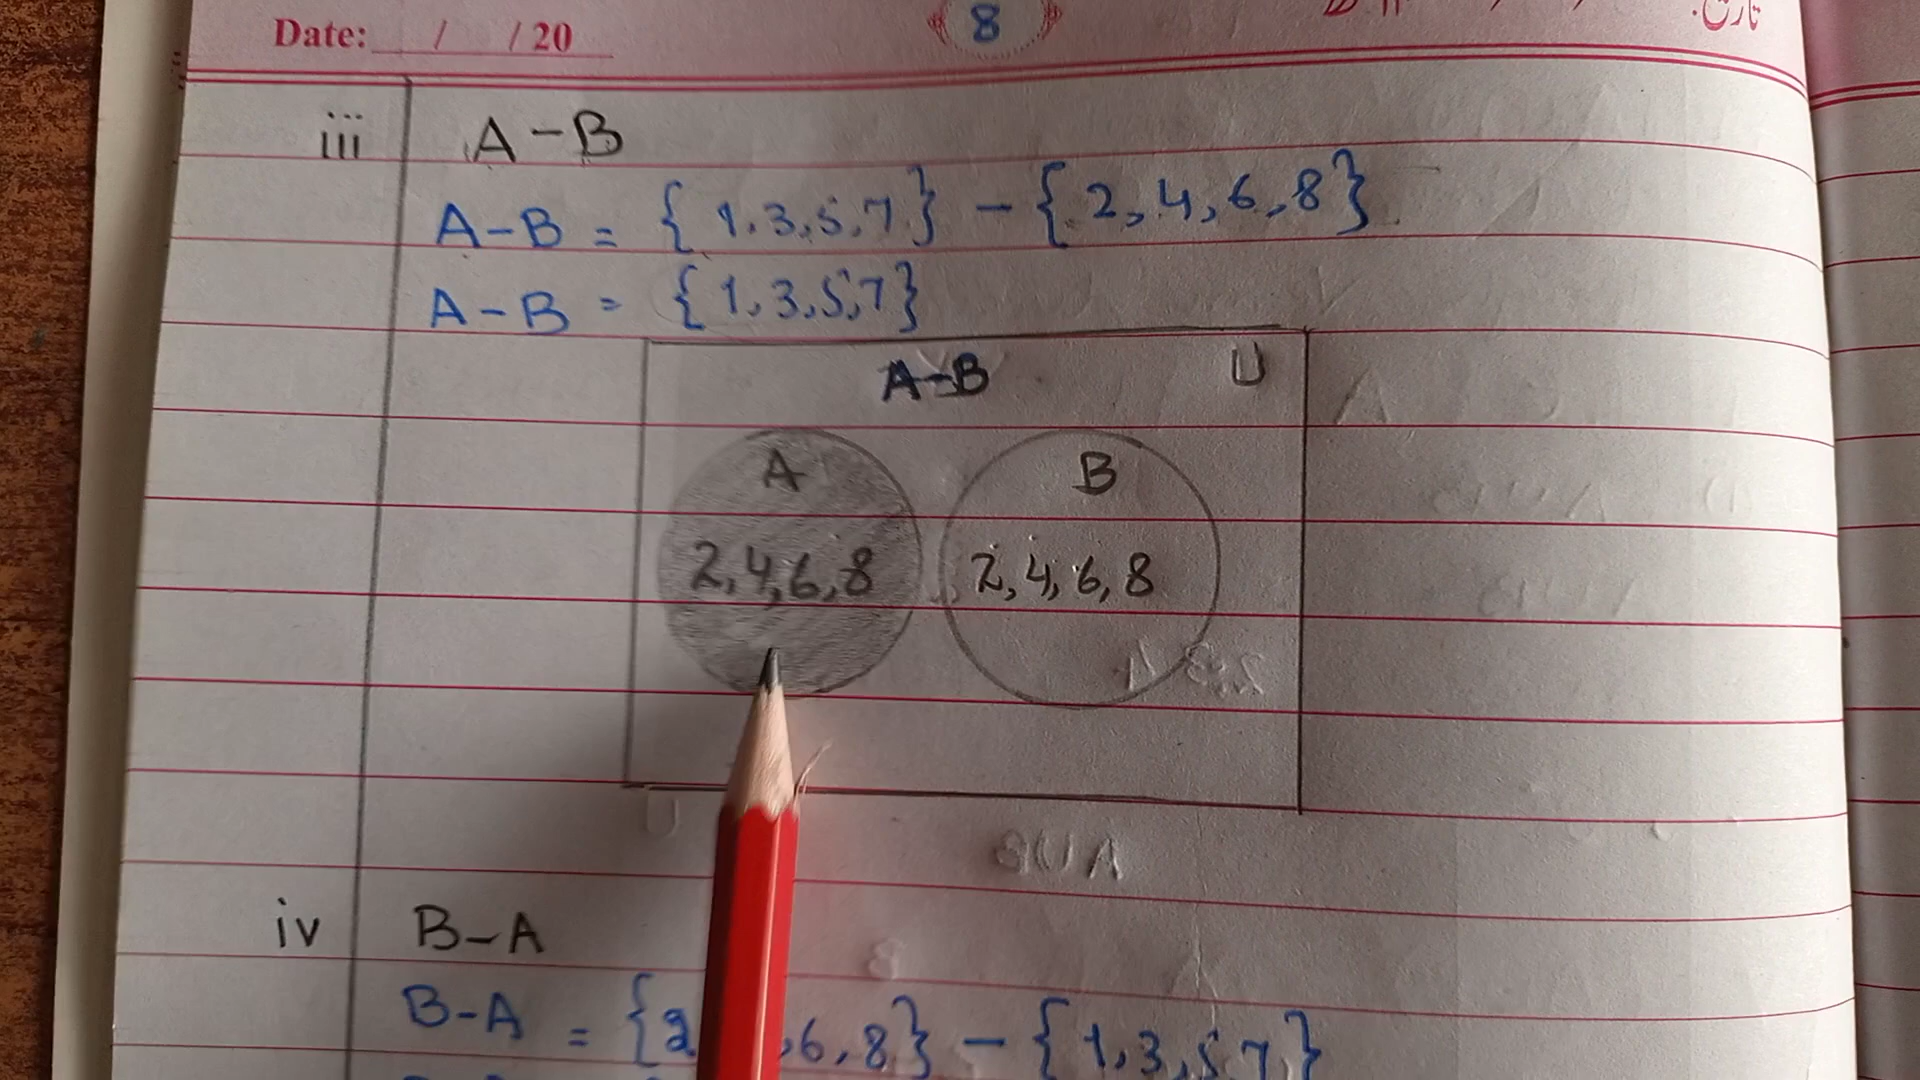 Date: / / 20 8 تاریخ:
iii A-B
A-B = { 1,3,5,7 } - { 2, 4, 6, 8 }
A-B = { 1, 3, 5, 7 }
A-B U
A B
2,4,6,8 2, 4, 6, 8
iv B-A
B-A = {2 ,6,8} - {1,3,5 7}